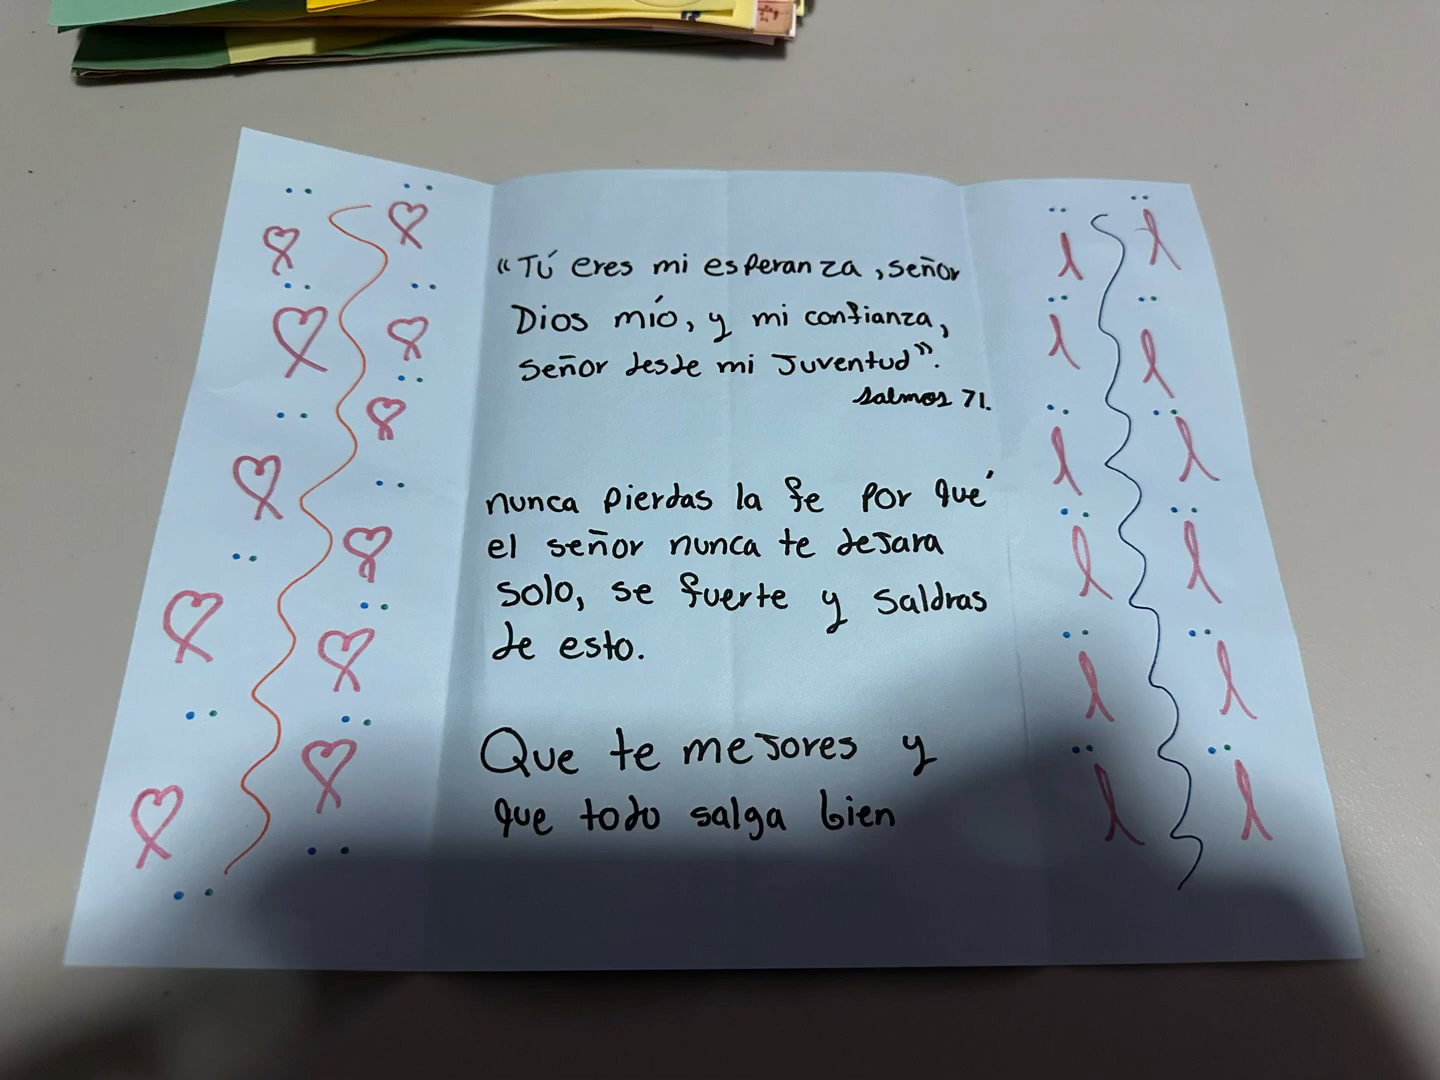 “Tú eres mi esperanza, señor
Dios mío, y mi confianza,
señor desde mi Juventud”.
Salmos 71.
nunca pierdas la fe por qué
el señor nunca te dejara
solo, se fuerte y saldras
de esto.
Que te mejores y
que todo salga bien